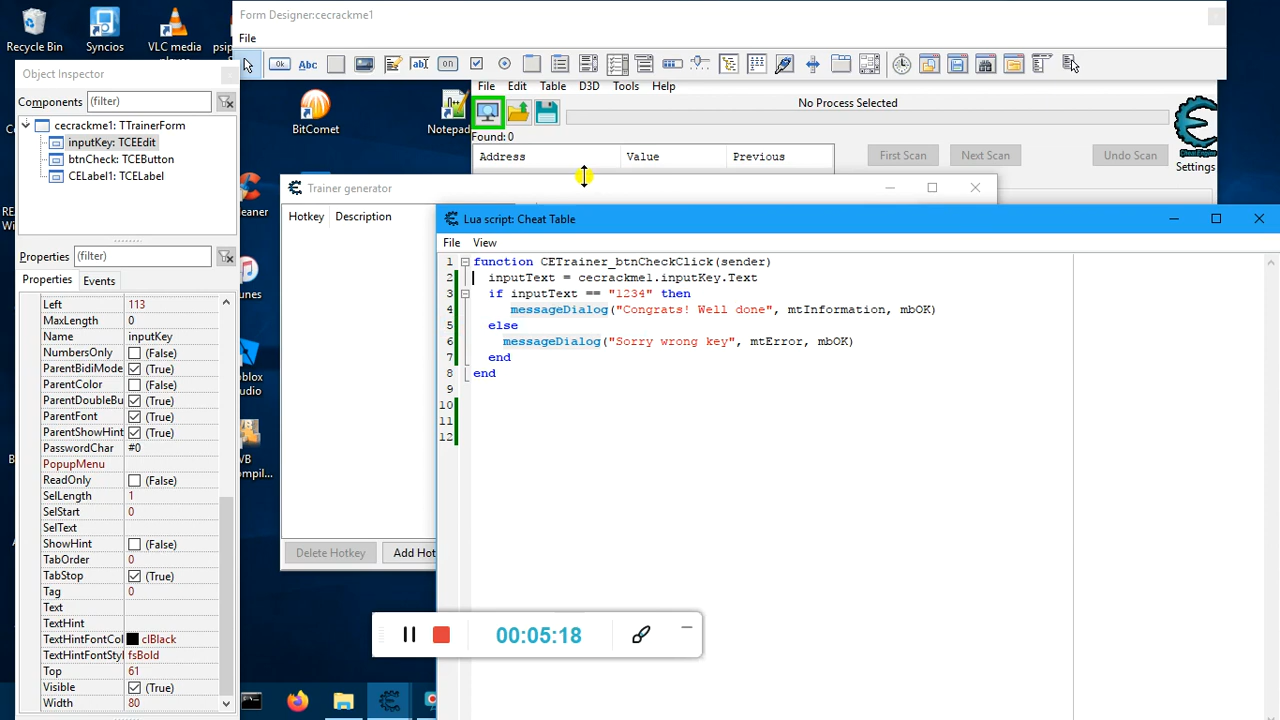 Recycle Bin
Syncios
VLC media
Form Designer:cecrackme1
File
Object Inspector
Components (filter)
cecrackme1: TTrainerForm
inputKey: TCEEdit
btnCheck: TCEButton
CELabel1: TCELabel
Properties (filter)
Properties Events
Left 113
MaxLength 0
Name inputKey
NumbersOnly (False)
ParentBidiMode (True)
ParentColor (False)
ParentDoubleBu (True)
ParentFont (True)
ParentShowHint (True)
PasswordChar #0
PopupMenu
ReadOnly (False)
SelLength 1
SelStart 0
SelText
ShowHint (False)
TabOrder 0
TabStop (True)
Tag 0
Text
TextHint
TextHintFontCol clBlack
TextHintFontStyl fsBold
Top 61
Visible (True)
Width 80
BitComet
Notepad
File Edit Table D3D Tools Help
No Process Selected
Found: 0
Address Value Previous
First Scan Next Scan Undo Scan
Settings
Trainer generator
Hotkey Description
Delete Hotkey Add Hot
Lua script: Cheat Table
File View
1 function CETrainer_btnCheckClick(sender)
2 inputText = cecrackme1.inputKey.Text
3 if inputText == "1234" then
4 messageDialog("Congrats! Well done", mtInformation, mbOK)
5 else
6 messageDialog("Sorry wrong key", mtError, mbOK)
7 end
8 end
9
10
11
12
00:05:18